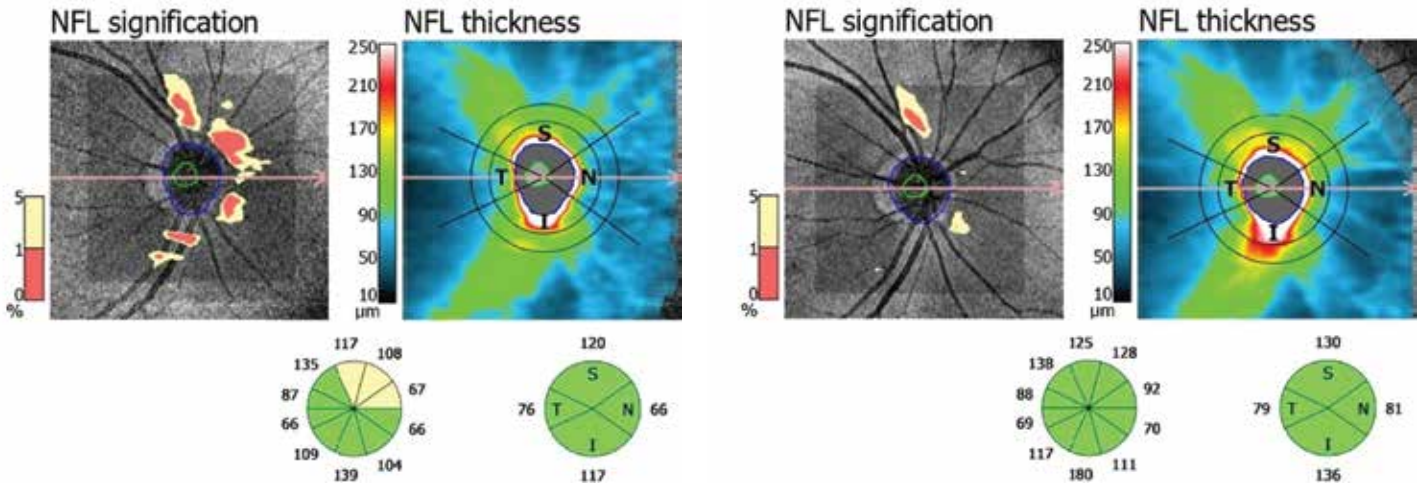 NFL signification
NFL thickness
5
1
0
%
250
210
170
130
90
50
10
µm
S
T
N
I
117
108
135
67
87
66
66
109
104
139
120
S
76
T
N
66
I
117
NFL signification
NFL thickness
5
1
0
%
250
210
170
130
90
50
10
µm
S
T
N
I
125
128
138
92
88
69
70
117
111
180
130
S
79
T
N
81
I
136